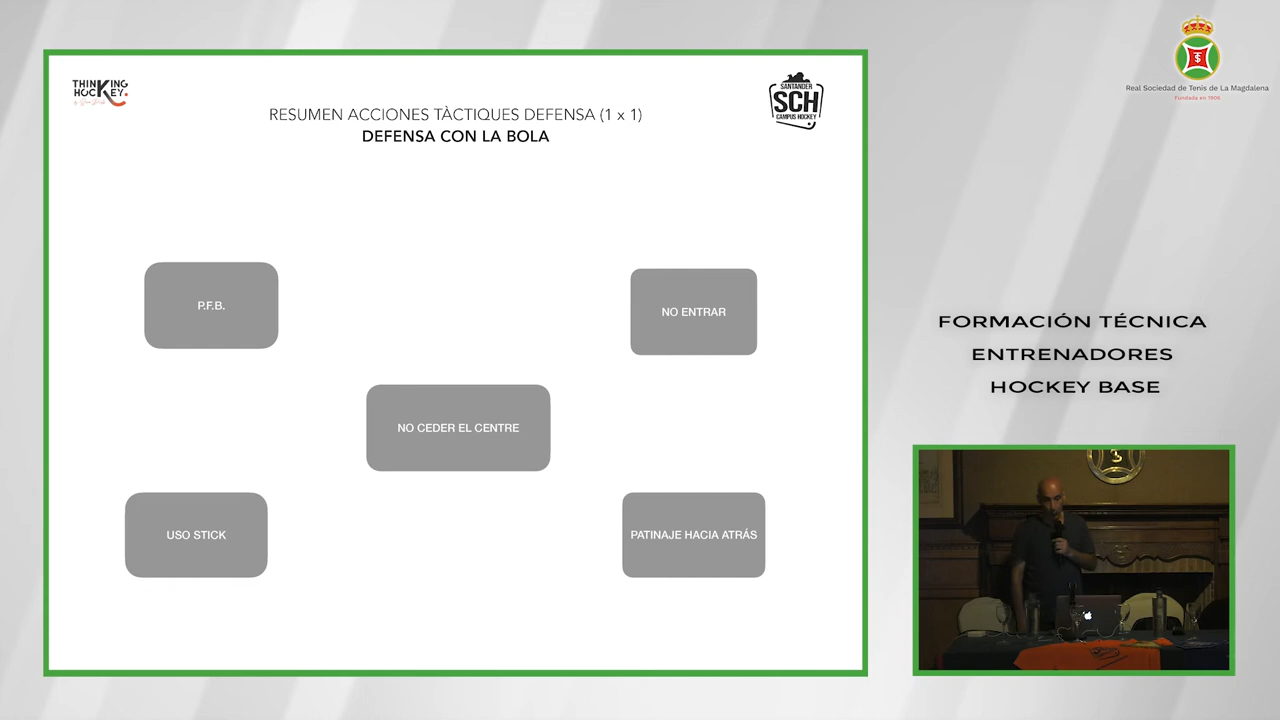 THINKING
HOCKEY.
SANTANDER
SCH
CAMPUS HOCKEY
RESUMEN ACCIONES TÀCTIQUES DEFENSA (1 x 1)
DEFENSA CON LA BOLA
P.F.B.
NO ENTRAR
NO CEDER EL CENTRE
USO STICK
PATINAJE HACIA ATRÁS
Real Sociedad de Tenis de La Magdalena
Fundada en 1906
FORMACIÓN TÉCNICA
ENTRENADORES
HOCKEY BASE